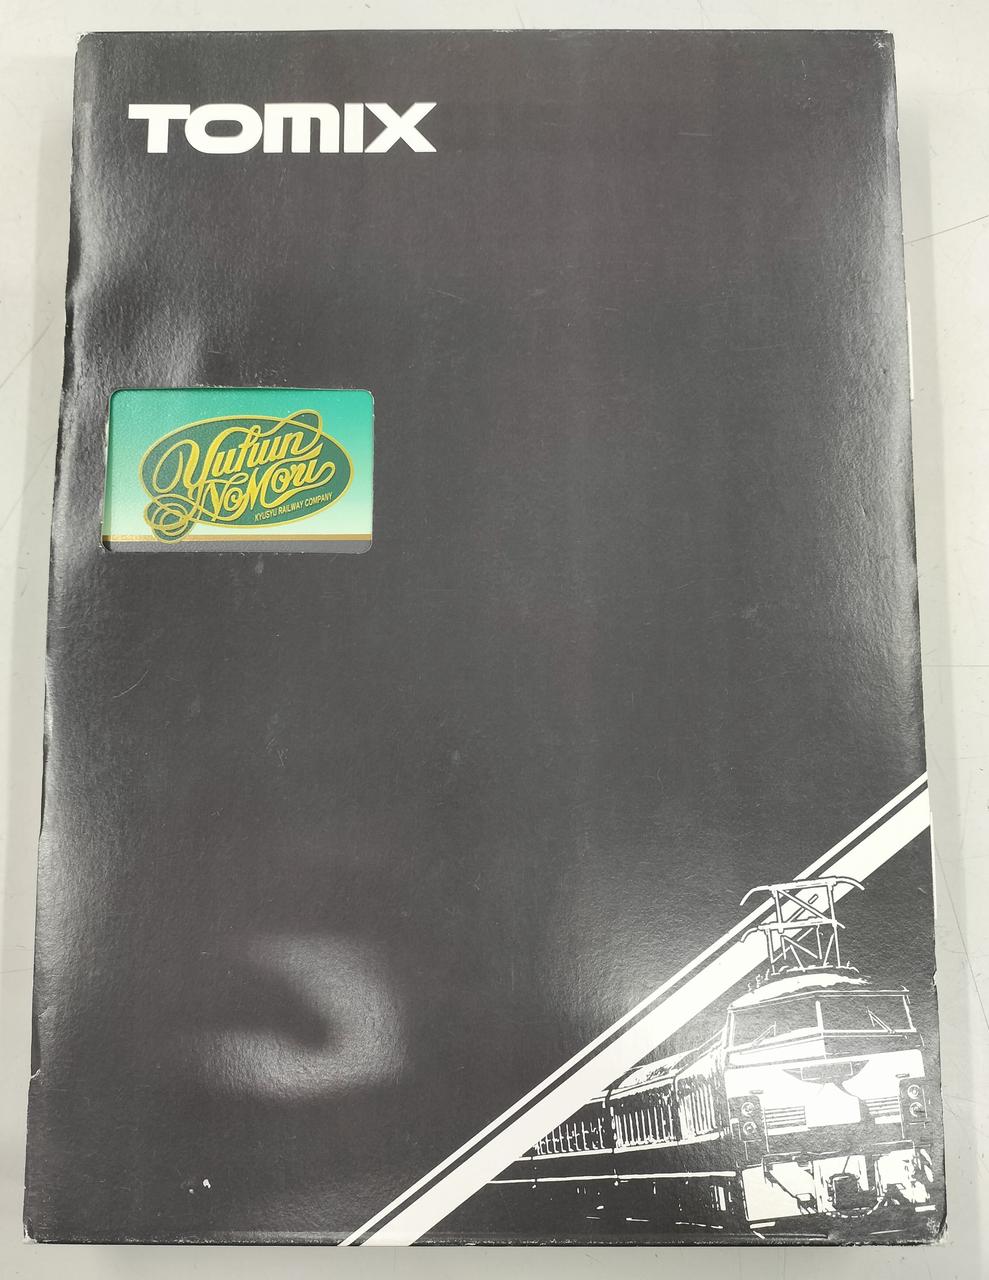 TOMIX
Yufuin
No Mori
KYUSYU RAILWAY COMPANY